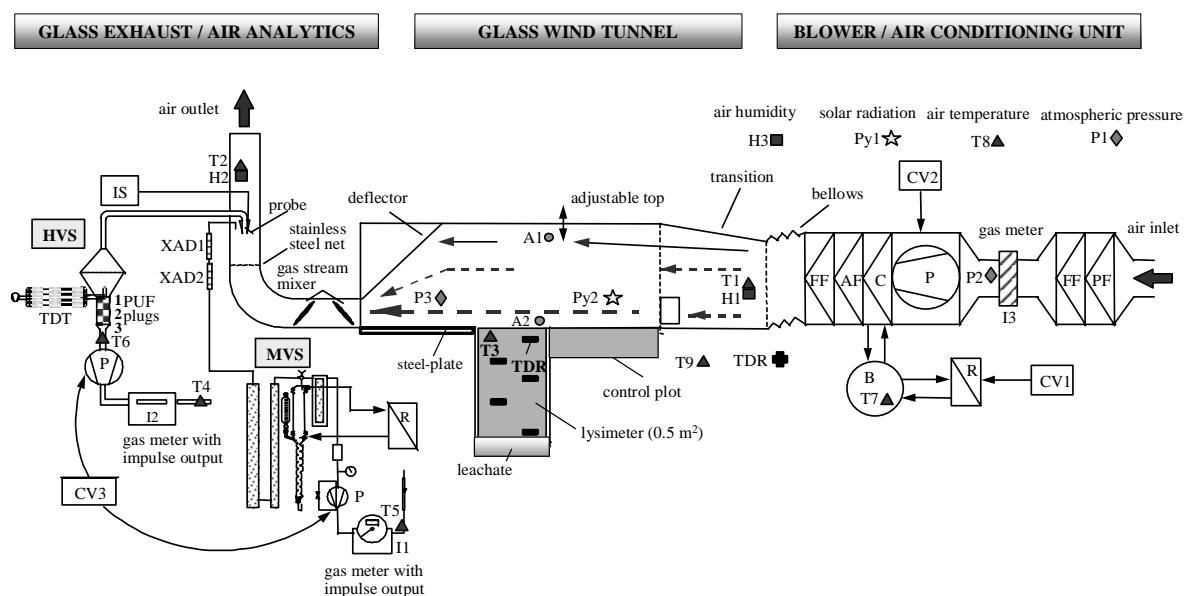 GLASS EXHAUST / AIR ANALYTICS
GLASS WIND TUNNEL
BLOWER / AIR CONDITIONING UNIT
air outlet
T2
H2
IS
probe
HVS
XAD1
stainless
steel net
XAD2
gas stream
mixer
TDT
1 PUF
2 plugs
3
T6
P
T4
I2
gas meter with
impulse output
CV3
MVS
R
P
T5
I1
gas meter with
impulse output
deflector
adjustable top
A1
P3
Py2
A2
steel-plate
T3
TDR
control plot
lysimeter (0.5 m²)
leachate
T9
TDR
transition
bellows
T1
H1
air humidity
H3
solar radiation
Py1
air temperature
T8
atmospheric pressure
P1
CV2
gas meter
air inlet
FF
AF
C
P
P2
I3
FF
PF
B
T7
R
CV1